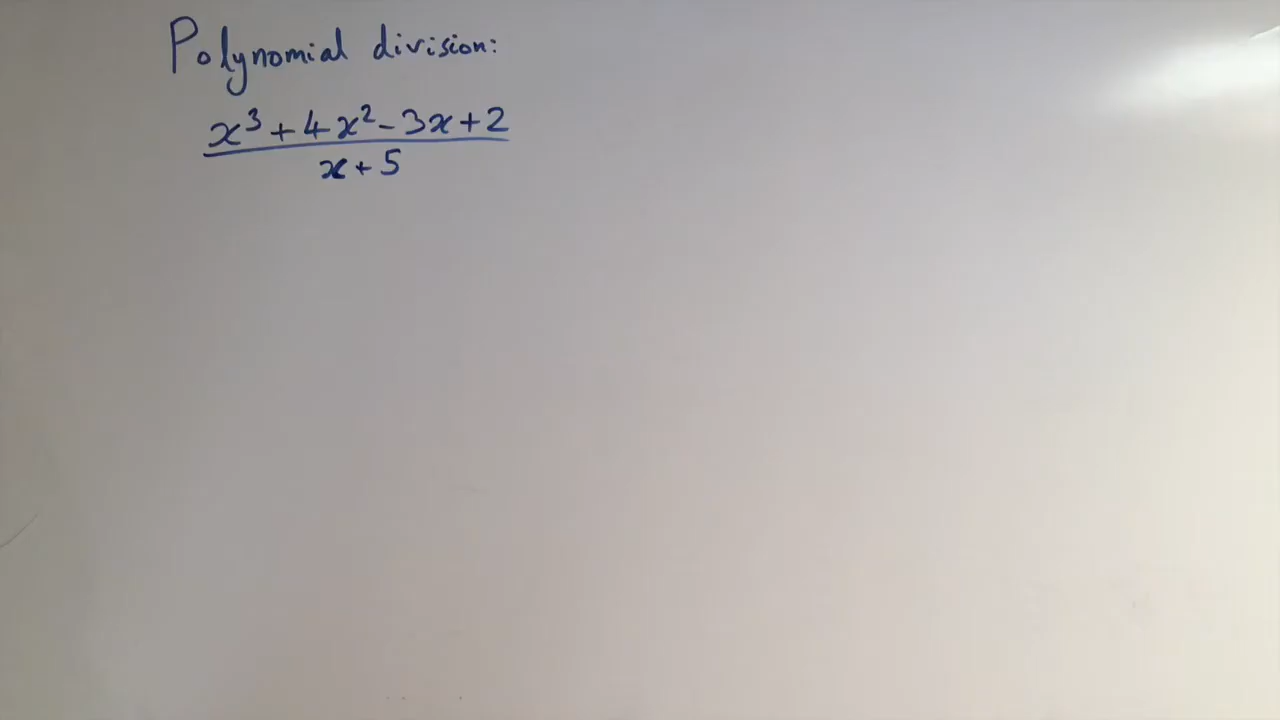 Polynomial division:
x³ + 4x² - 3x + 2
x + 5